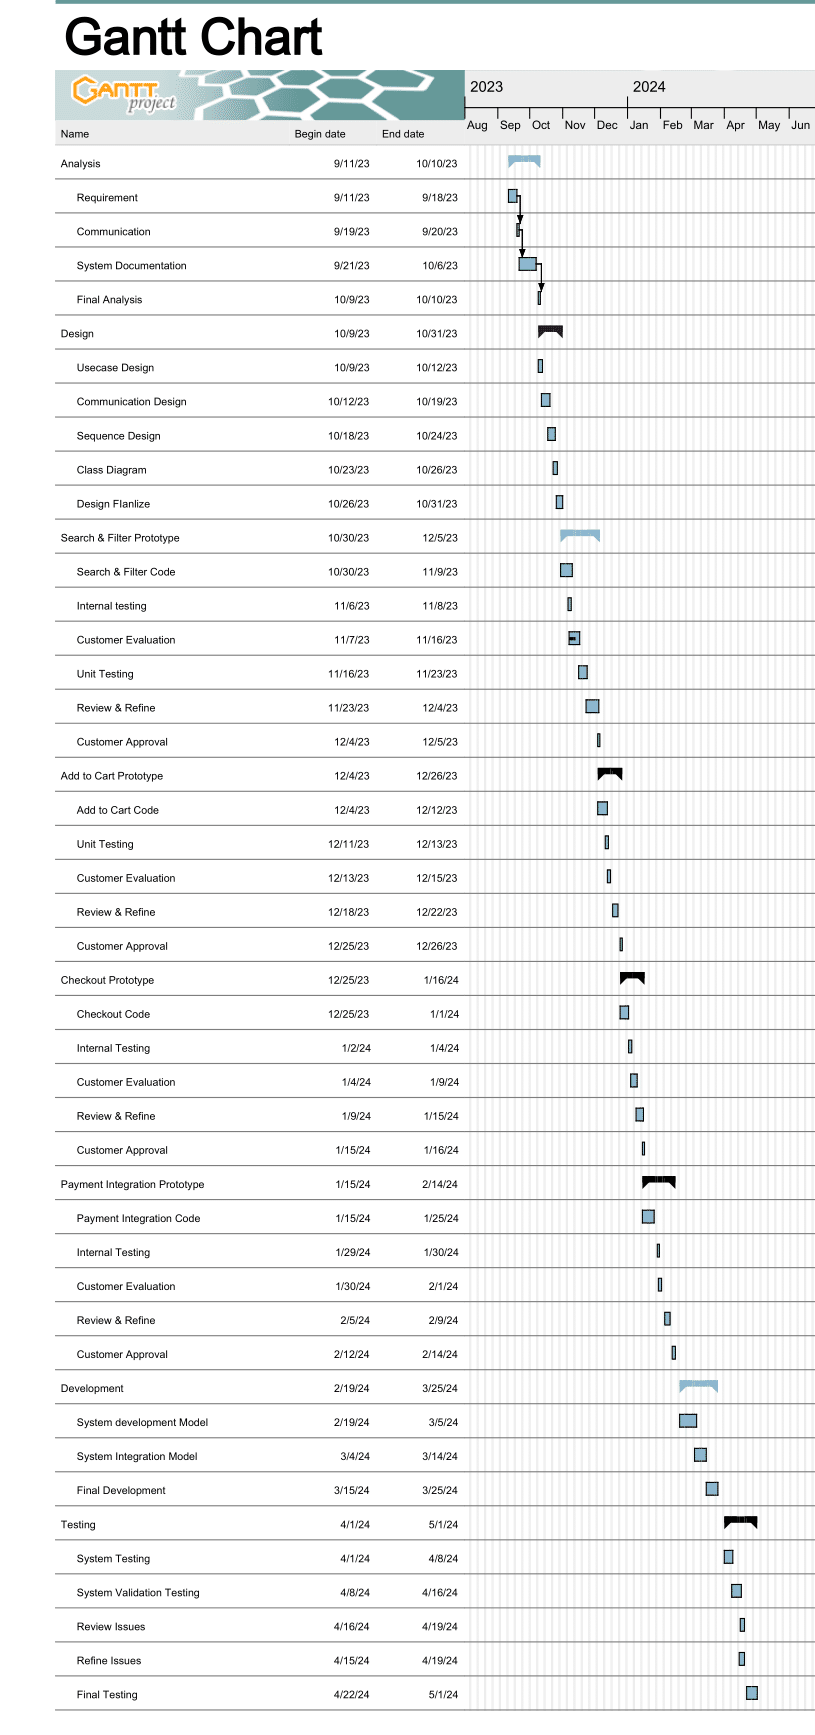 Gantt Chart
GANTT project
2023 2024
Name Begin date End date Aug Sep Oct Nov Dec Jan Feb Mar Apr May Jun
Analysis 9/11/23 10/10/23
Requirement 9/11/23 9/18/23
Communication 9/19/23 9/20/23
System Documentation 9/21/23 10/6/23
Final Analysis 10/9/23 10/10/23
Design 10/9/23 10/31/23
Usecase Design 10/9/23 10/12/23
Communication Design 10/12/23 10/19/23
Sequence Design 10/18/23 10/24/23
Class Diagram 10/23/23 10/26/23
Design FIanlize 10/26/23 10/31/23
Search & Filter Prototype 10/30/23 12/5/23
Search & Filter Code 10/30/23 11/9/23
Internal testing 11/6/23 11/8/23
Customer Evaluation 11/7/23 11/16/23
Unit Testing 11/16/23 11/23/23
Review & Refine 11/23/23 12/4/23
Customer Approval 12/4/23 12/5/23
Add to Cart Prototype 12/4/23 12/26/23
Add to Cart Code 12/4/23 12/12/23
Unit Testing 12/11/23 12/13/23
Customer Evaluation 12/13/23 12/15/23
Review & Refine 12/18/23 12/22/23
Customer Approval 12/25/23 12/26/23
Checkout Prototype 12/25/23 1/16/24
Checkout Code 12/25/23 1/1/24
Internal Testing 1/2/24 1/4/24
Customer Evaluation 1/4/24 1/9/24
Review & Refine 1/9/24 1/15/24
Customer Approval 1/15/24 1/16/24
Payment Integration Prototype 1/15/24 2/14/24
Payment Integration Code 1/15/24 1/25/24
Internal Testing 1/29/24 1/30/24
Customer Evaluation 1/30/24 2/1/24
Review & Refine 2/5/24 2/9/24
Customer Approval 2/12/24 2/14/24
Development 2/19/24 3/25/24
System development Model 2/19/24 3/5/24
System Integration Model 3/4/24 3/14/24
Final Development 3/15/24 3/25/24
Testing 4/1/24 5/1/24
System Testing 4/1/24 4/8/24
System Validation Testing 4/8/24 4/16/24
Review Issues 4/16/24 4/19/24
Refine Issues 4/15/24 4/19/24
Final Testing 4/22/24 5/1/24